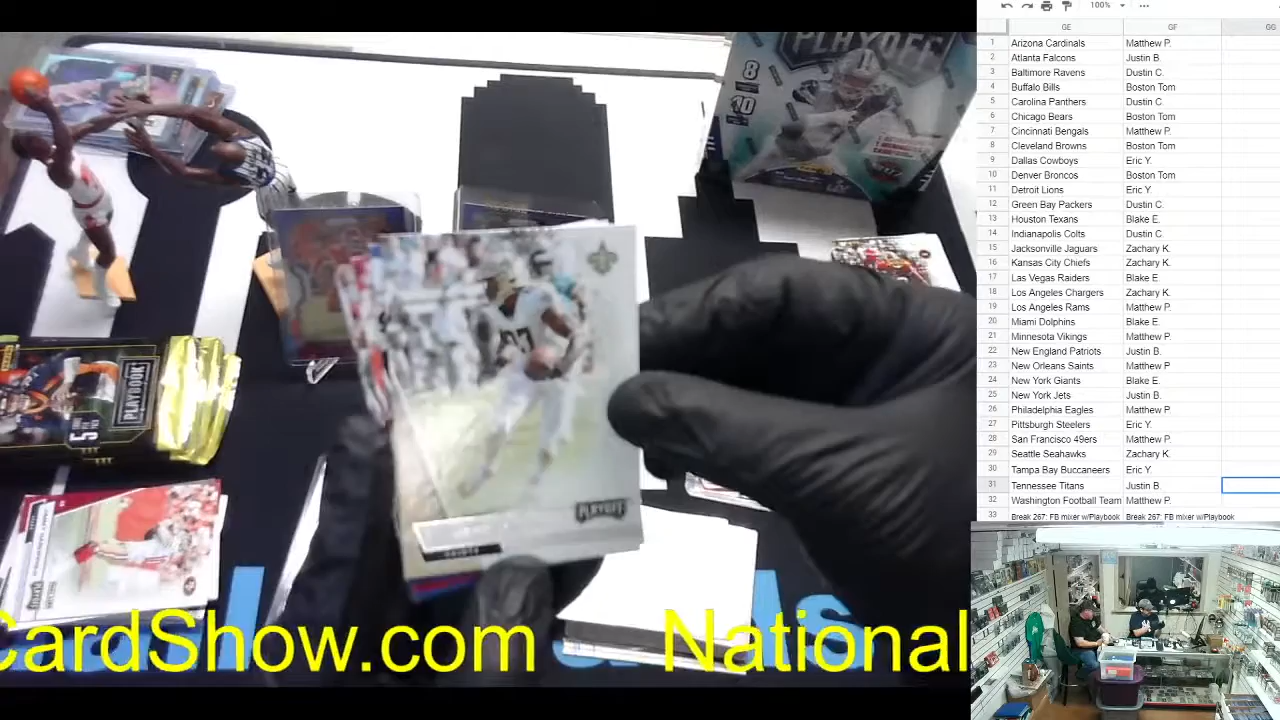 100%
GE GF GG
1 Arizona Cardinals Matthew P.
2 Atlanta Falcons Justin B.
3 Baltimore Ravens Dustin C.
4 Buffalo Bills Boston Tom
5 Carolina Panthers Dustin C.
6 Chicago Bears Boston Tom
7 Cincinnati Bengals Matthew P.
8 Cleveland Browns Boston Tom
9 Dallas Cowboys Eric Y.
10 Denver Broncos Boston Tom
11 Detroit Lions Eric Y.
12 Green Bay Packers Dustin C.
13 Houston Texans Blake E.
14 Indianapolis Colts Dustin C.
15 Jacksonville Jaguars Zachary K.
16 Kansas City Chiefs Zachary K.
17 Las Vegas Raiders Blake E.
18 Los Angeles Chargers Zachary K.
19 Los Angeles Rams Matthew P.
20 Miami Dolphins Blake E.
21 Minnesota Vikings Matthew P.
22 New England Patriots Justin B.
23 New Orleans Saints Matthew P
24 New York Giants Blake E.
25 New York Jets Justin B.
26 Philadelphia Eagles Matthew P.
27 Pittsburgh Steelers Eric Y.
28 San Francisco 49ers Matthew P.
29 Seattle Seahawks Zachary K.
30 Tampa Bay Buccaneers Eric Y.
31 Tennessee Titans Justin B.
32 Washington Football Team Matthew P.
33 Break 267: FB mixer w/Playbook Break 267: FB mixer w/Playbook
PLAYOFF
8
10
PLAYBOOK
5
PLAYOFF
SAINTS
CardShow.com National